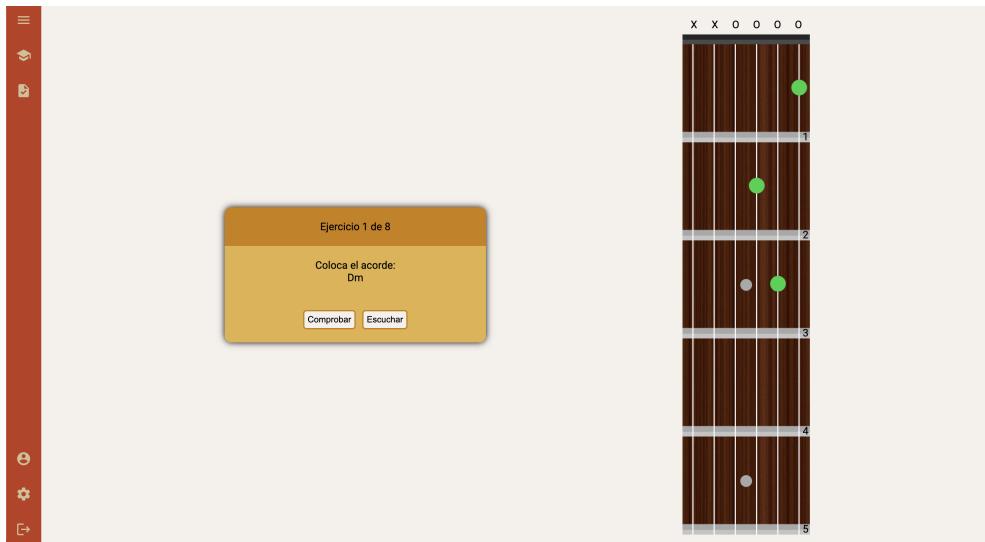 X X O O O O
1
2
3
4
5
Ejercicio 1 de 8
Coloca el acorde:
Dm
Comprobar Escuchar